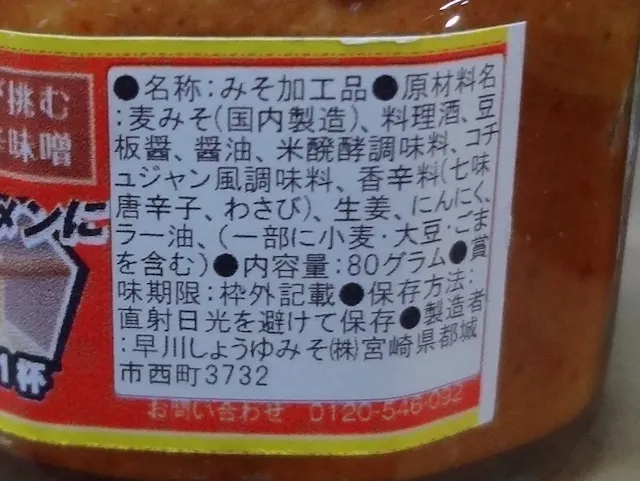 挑む
味噌
メンに
1杯
●名称:みそ加工品●原材料名
:麦みそ(国内製造)、料理酒、豆
板醤、醤油、米醗酵調味料、コチ
ュジャン風調味料、香辛料(七味
唐辛子、わさび)、生姜、にんにく、
ラー油、(一部に小麦・大豆・ごま
を含む)●内容量:80グラム●賞
味期限:枠外記載●保存方法:
直射日光を避けて保存●製造者
:早川しょうゆみそ㈱宮崎県都城
市西町3732
お問い合わせ 0120-546-092